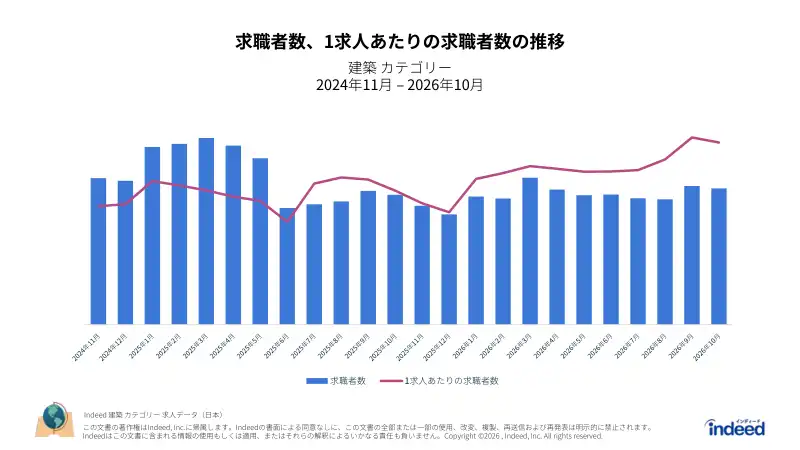 求職者数、1求人あたりの求職者数の推移
建築 カテゴリー
2024年11月 – 2026年10月
2024年11月
2024年12月
2025年1月
2025年2月
2025年3月
2025年4月
2025年5月
2025年6月
2025年7月
2025年8月
2025年9月
2025年10月
2025年11月
2025年12月
2026年1月
2026年2月
2026年3月
2026年4月
2026年5月
2026年6月
2026年7月
2026年8月
2026年9月
2026年10月
求職者数
1求人あたりの求職者数
Indeed 建築 カテゴリー 求人データ（日本）
この文書の著作権はIndeed, Inc.に帰属します。Indeedの書面による同意なしに、この文書の全部または一部の使用、改変、複製、再送信および再発表は明示的に禁止されます。
Indeedはこの文書に含まれる情報の使用もしくは適用、またはそれらの解釈によるいかなる責任も負いません。Copyright ©2026 , Indeed, Inc. All rights reserved.
インディード
indeed